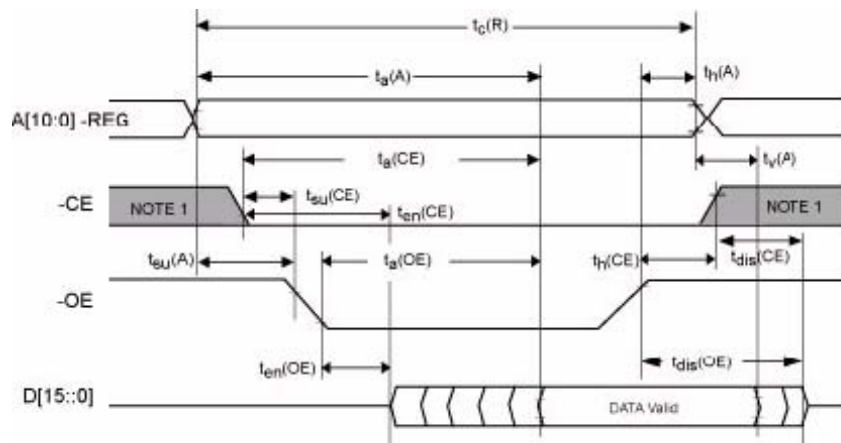 tc(R)
ta(A)
th(A)
A[10:0] -REG
ta(CE)
tv(A)
-CE
NOTE 1
tsu(CE)
ten(CE)
NOTE 1
tsu(A)
ta(OE)
th(CE)
tdis(CE)
-OE
ten(OE)
tdis(OE)
D[15::0]
DATA Valid